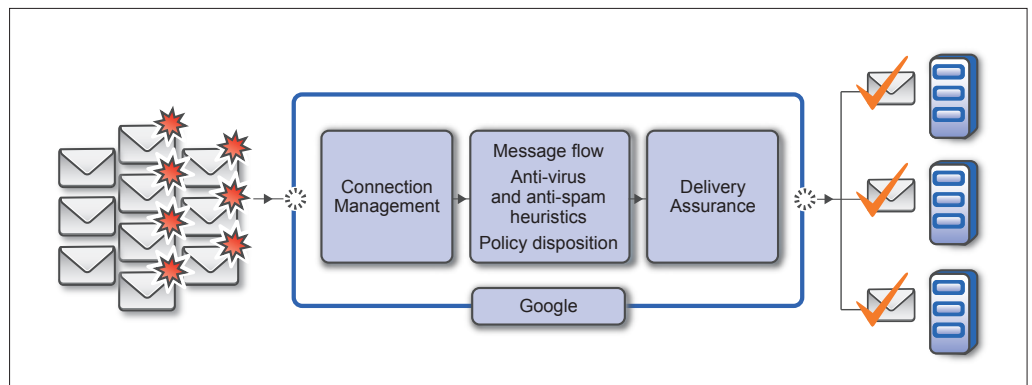 Connection
Management
Message flow
Anti-virus
and anti-spam
heuristics
Policy disposition
Delivery
Assurance
Google